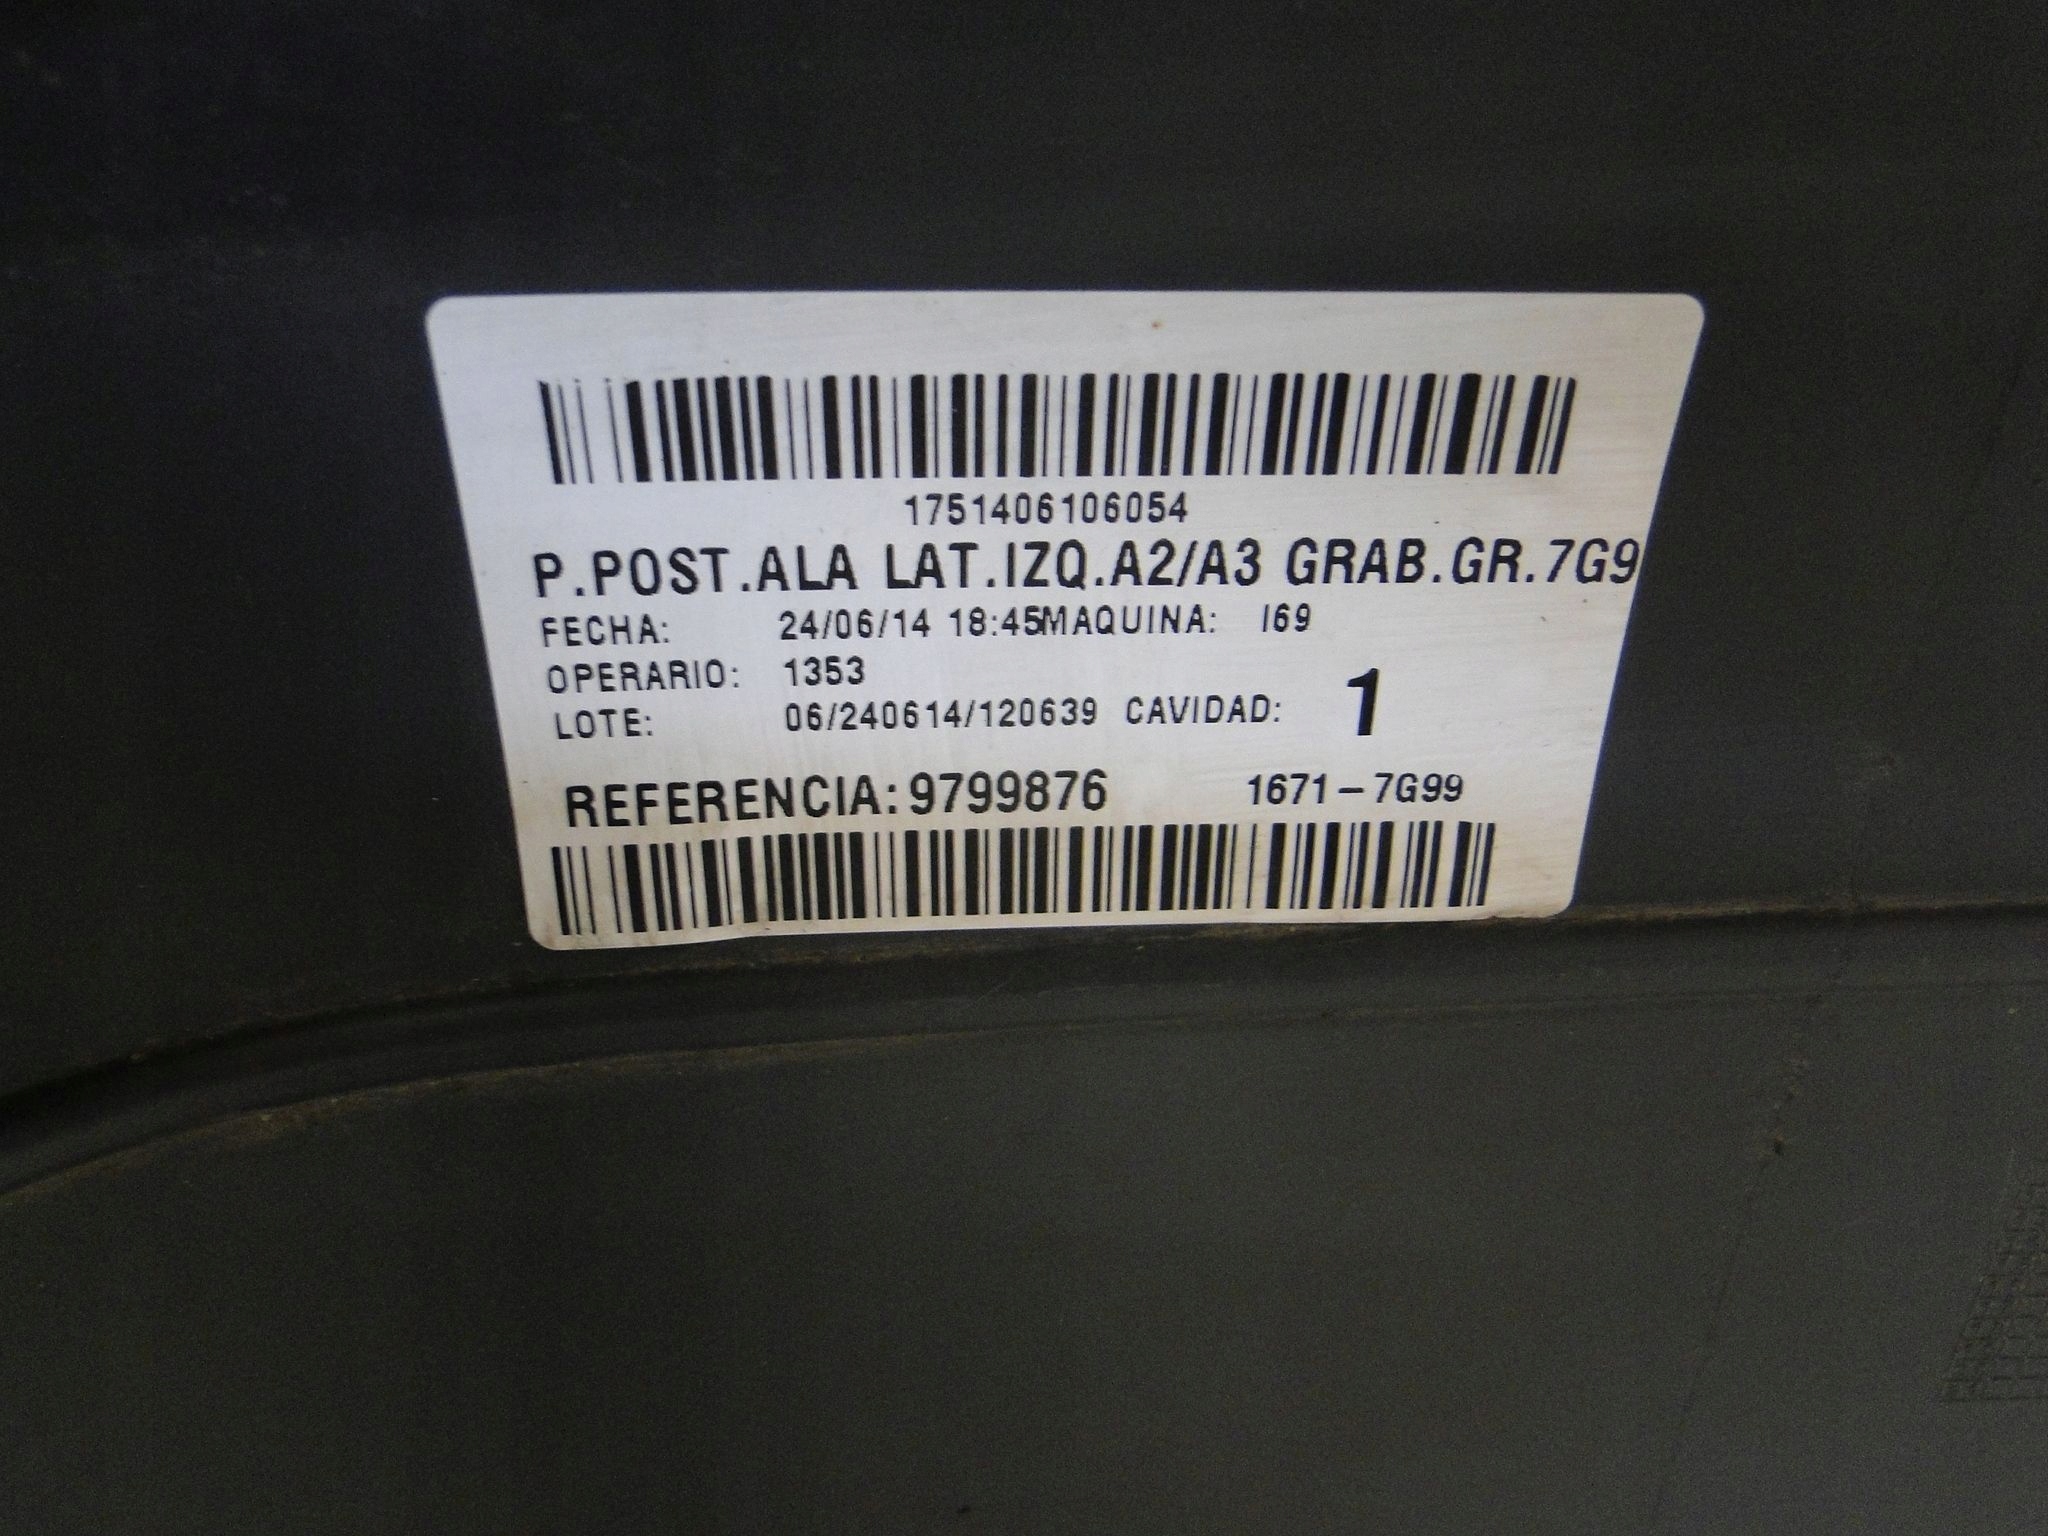 1751406106054
P.POST.ALA LAT.IZQ.A2/A3 GRAB.GR.7G9
FECHA: 24/06/14 18:45MAQUINA: I69
OPERARIO: 1353
LOTE: 06/240614/120639 CAVIDAD: 1
REFERENCIA:9799876 1671-7G99